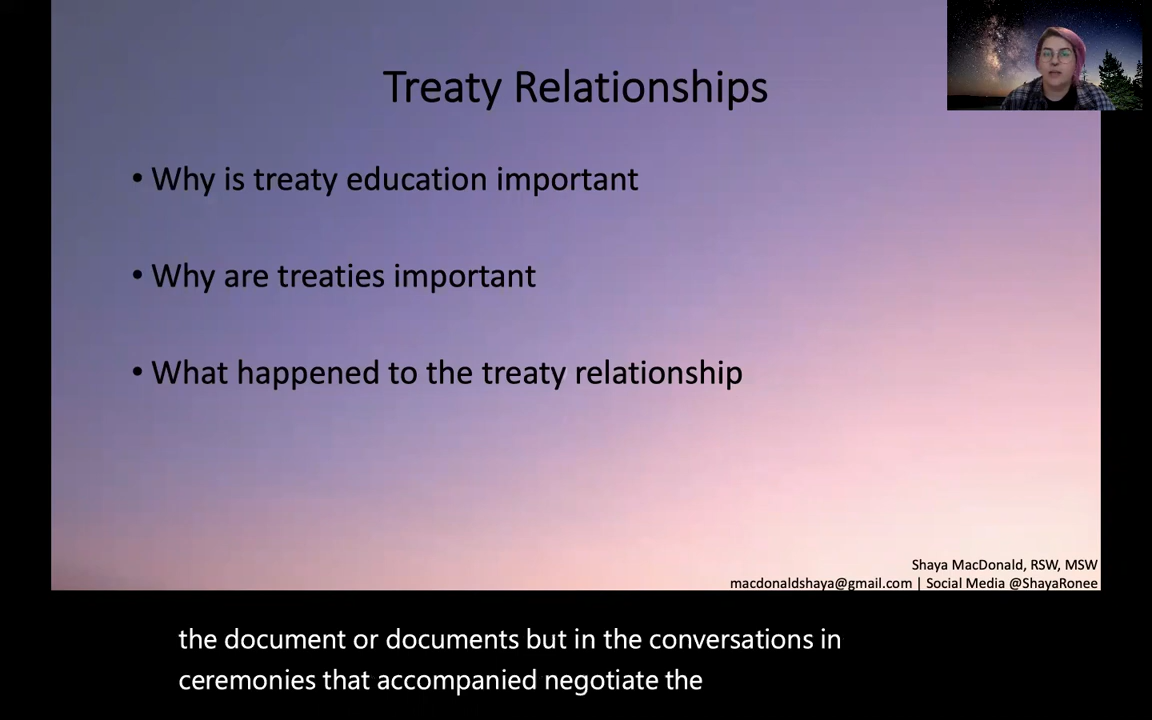 Treaty Relationships
• Why is treaty education important
• Why are treaties important
• What happened to the treaty relationship
Shaya MacDonald, RSW, MSW
macdonaldshaya@gmail.com | Social Media @ShayaRonee
the document or documents but in the conversations in
ceremonies that accompanied negotiate the